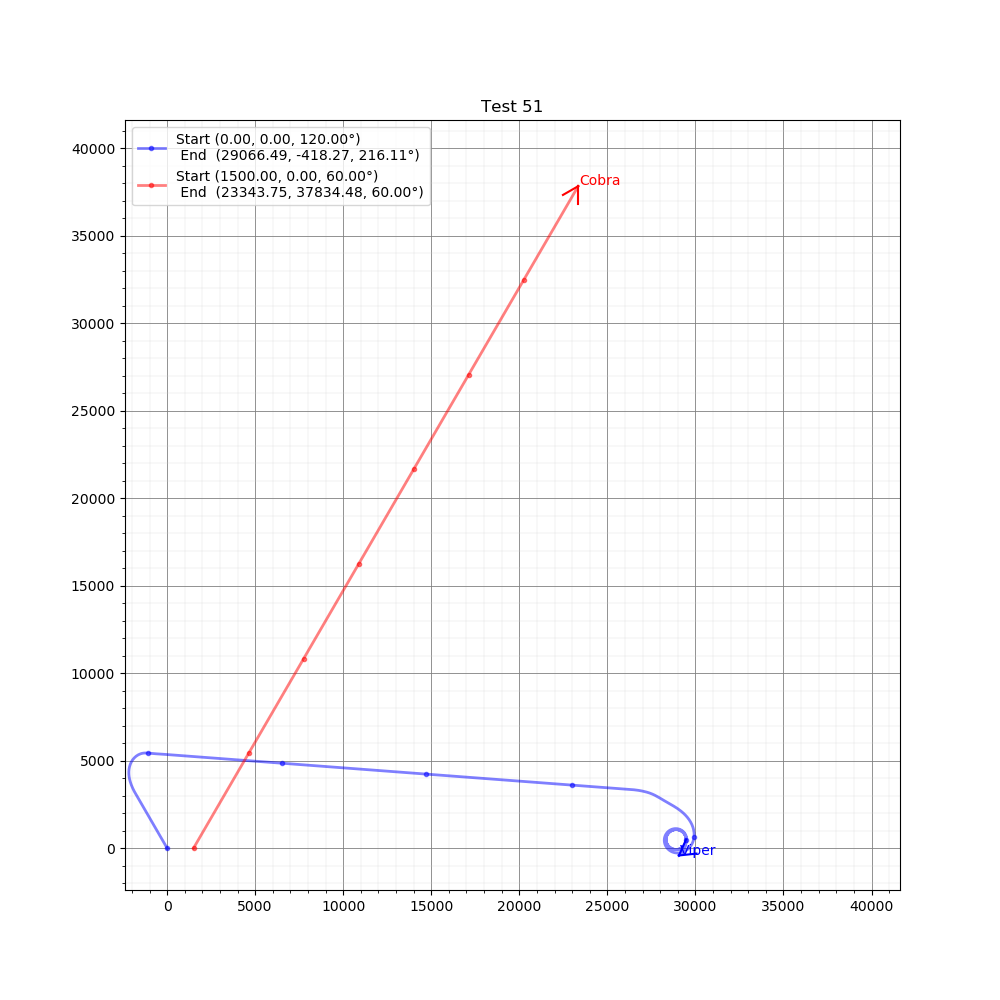 Test 51
Start (0.00, 0.00, 120.00°)
End (29066.49, -418.27, 216.11°)
Start (1500.00, 0.00, 60.00°)
End (23343.75, 37834.48, 60.00°)
Cobra
Viper
40000
35000
30000
25000
20000
15000
10000
5000
0
0 5000 10000 15000 20000 25000 30000 35000 40000